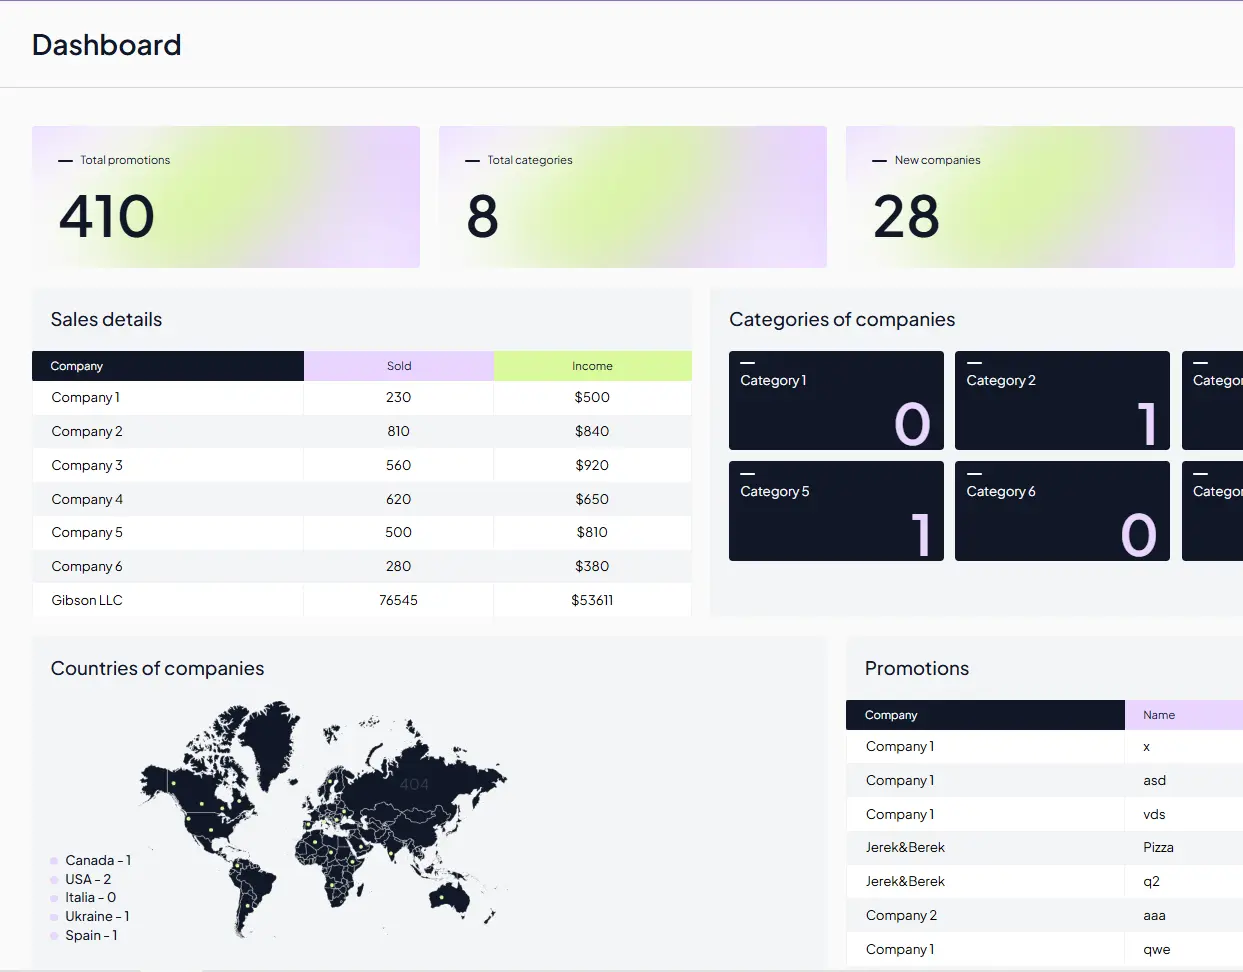 Dashboard
Total promotions
410
Total categories
8
New companies
28
Sales details
Company Sold Income
Company 1 230 $500
Company 2 810 $840
Company 3 560 $920
Company 4 620 $650
Company 5 500 $810
Company 6 280 $380
Gibson LLC 76545 $53611
Categories of companies
Category 1
0
Category 2
1
Categor
Category 5
1
Category 6
0
Categor
Countries of companies
404
Canada - 1
USA - 2
Italia - 0
Ukraine - 1
Spain - 1
Promotions
Company Name
Company 1 x
Company 1 asd
Company 1 vds
Jerek&Berek Pizza
Jerek&Berek q2
Company 2 aaa
Company 1 qwe